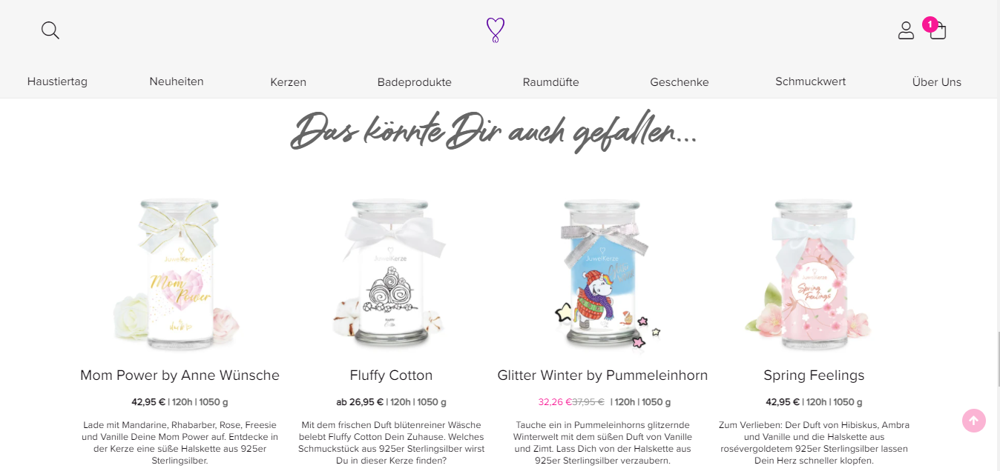 1
Haustiertag
Neuheiten
Kerzen
Badeprodukte
Raumdüfte
Geschenke
Schmuckwert
Über Uns
Das könnte Dir auch gefallen...
JuwelKerze
Mom
Power
JuwelKerze
JuwelKerze
JuwelKerze
Spring
Feelings
Mom Power by Anne Wünsche
42,95 € | 120h | 1050 g
Lade mit Mandarine, Rhabarber, Rose, Freesie
und Vanille Deine Mom Power auf. Entdecke in
der Kerze eine süße Halskette aus 925er
Sterlingsilber.
Fluffy Cotton
ab 26,95 € | 120h | 1050 g
Mit dem frischen Duft blütenreiner Wäsche
belebt Fluffy Cotton Dein Zuhause. Welches
Schmuckstück aus 925er Sterlingsilber wirst
Du in dieser Kerze finden?
Glitter Winter by Pummeleinhorn
32,26 €37,95 € | 120h | 1050 g
Tauche ein in Pummeleinhorns glitzernde
Winterwelt mit dem süßen Duft von Vanille
und Zimt. Lass Dich von der Halskette aus
925er Sterlingsilber verzaubern.
Spring Feelings
42,95 € | 120h | 1050 g
Zum Verlieben: Der Duft von Hibiskus, Ambra
und Vanille und die Halskette aus
rosévergoldetem 925er Sterlingsilber lassen
Dein Herz schneller klopfen.